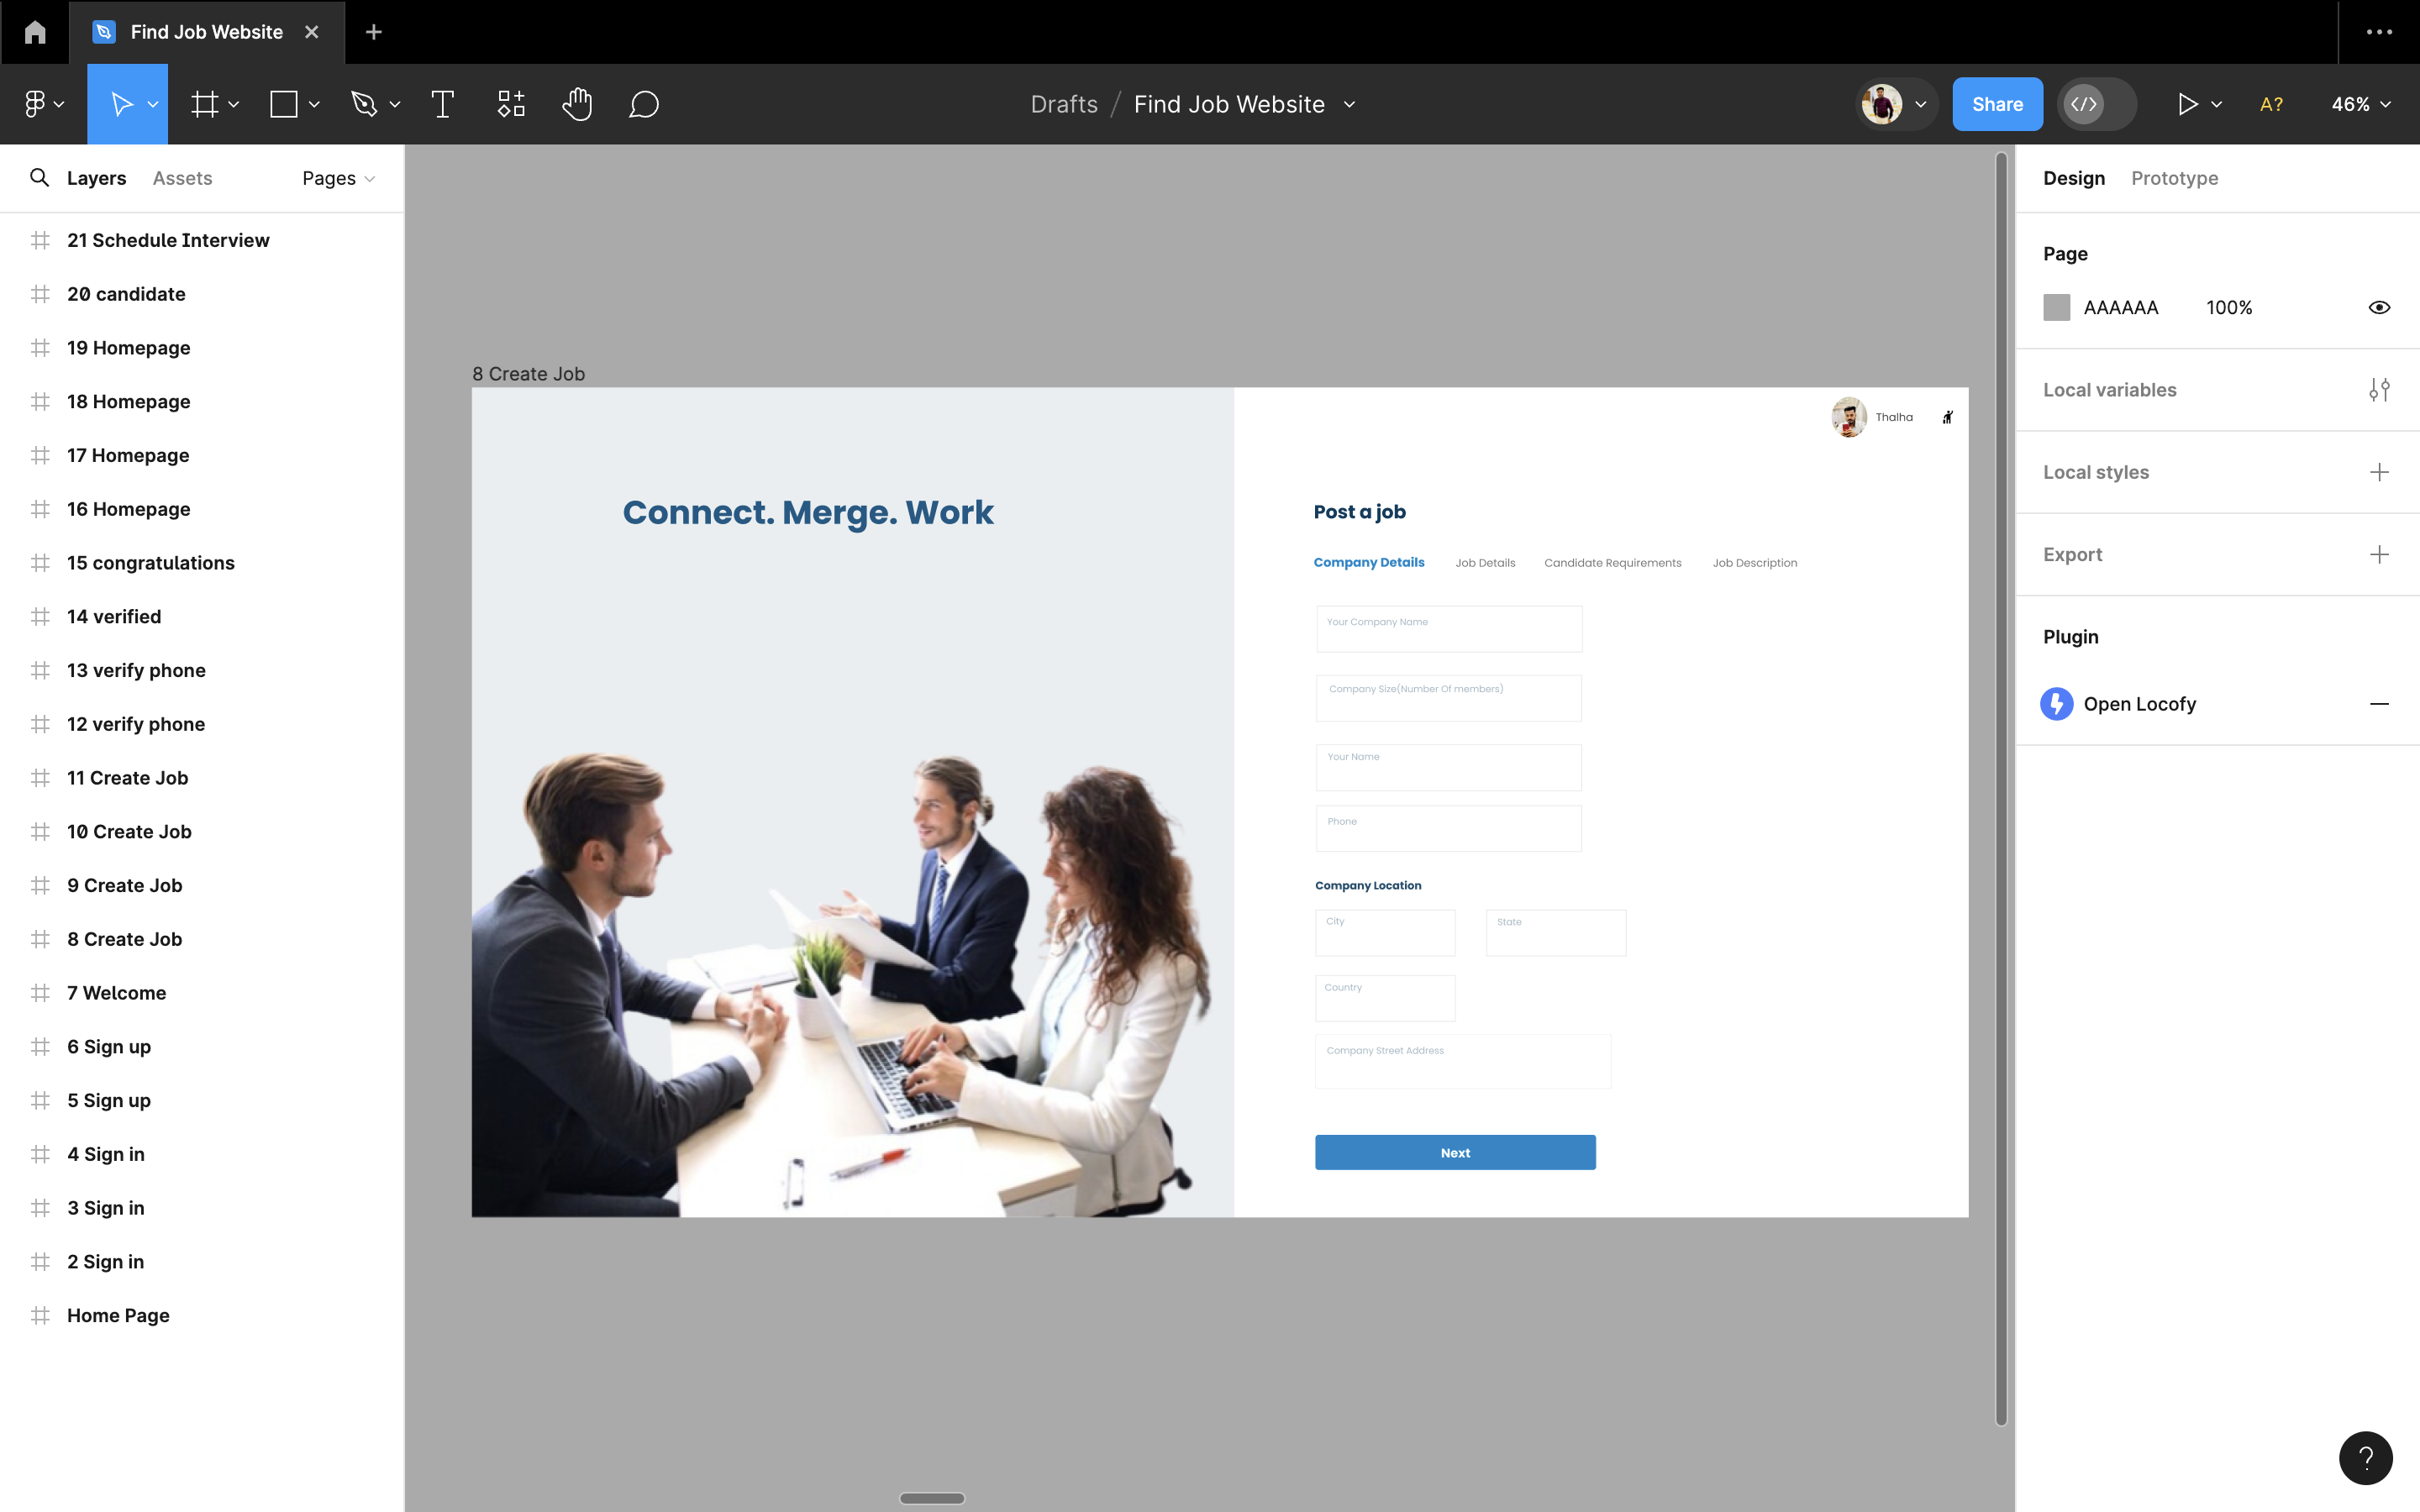 Find Job Website
Drafts / Find Job Website
Share
A?
46%
Layers Assets Pages
21 Schedule Interview
20 candidate
19 Homepage
18 Homepage
17 Homepage
16 Homepage
15 congratulations
14 verified
13 verify phone
12 verify phone
11 Create Job
10 Create Job
9 Create Job
8 Create Job
7 Welcome
6 Sign up
5 Sign up
4 Sign in
3 Sign in
2 Sign in
Home Page
8 Create Job
Connect. Merge. Work
Thalha
Post a job
Company Details Job Details Candidate Requirements Job Description
Your Company Name
Company Size(Number Of members)
Your Name
Phone
Company Location
City State
Country
Company Street Address
Next
Design Prototype
Page
AAAAAA 100%
Local variables
Local styles
Export
Plugin
Open Locofy
?